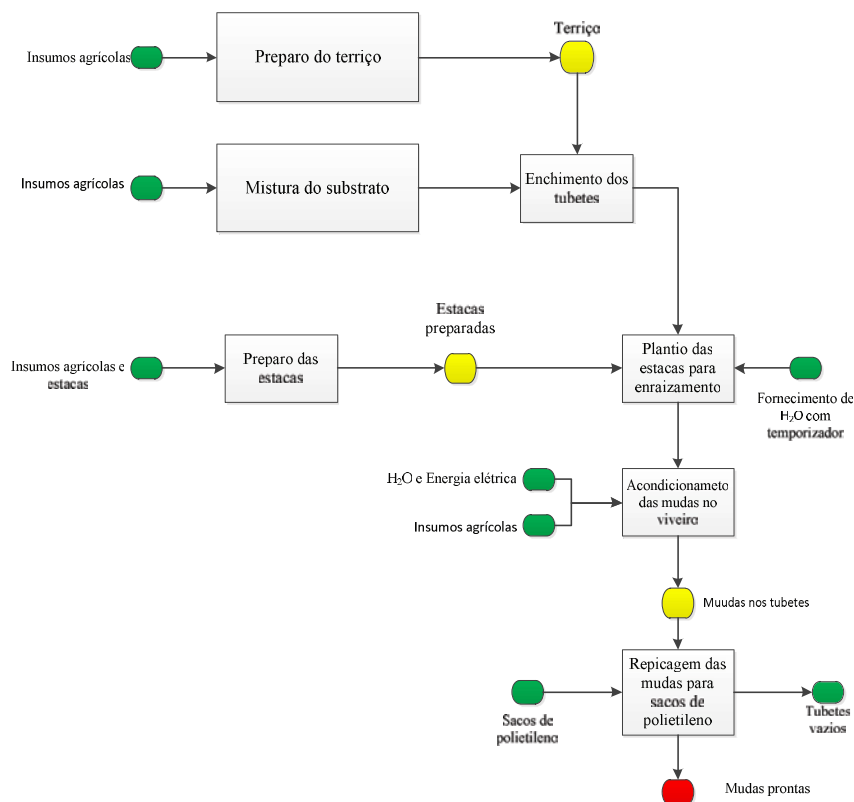 Terriço
Insumos agrícolas
Preparo do terriço
Insumos agrícolas
Mistura do substrato
Enchimento dos
tubetes
Estacas
preparadas
Insumos agrícolas e
estacas
Preparo das
estacas
Plantio das
estacas para
enraizamento
Fornecimento de
H₂O com
temporizador
H₂O e Energia elétrica
Insumos agrícolas
Acondicionameto
das mudas no
viveiro
Muudas nos tubetes
Repicagem das
mudas para
sacos de
polietileno
Sacos de
polietileno
Tubetes
vazios
Mudas prontas